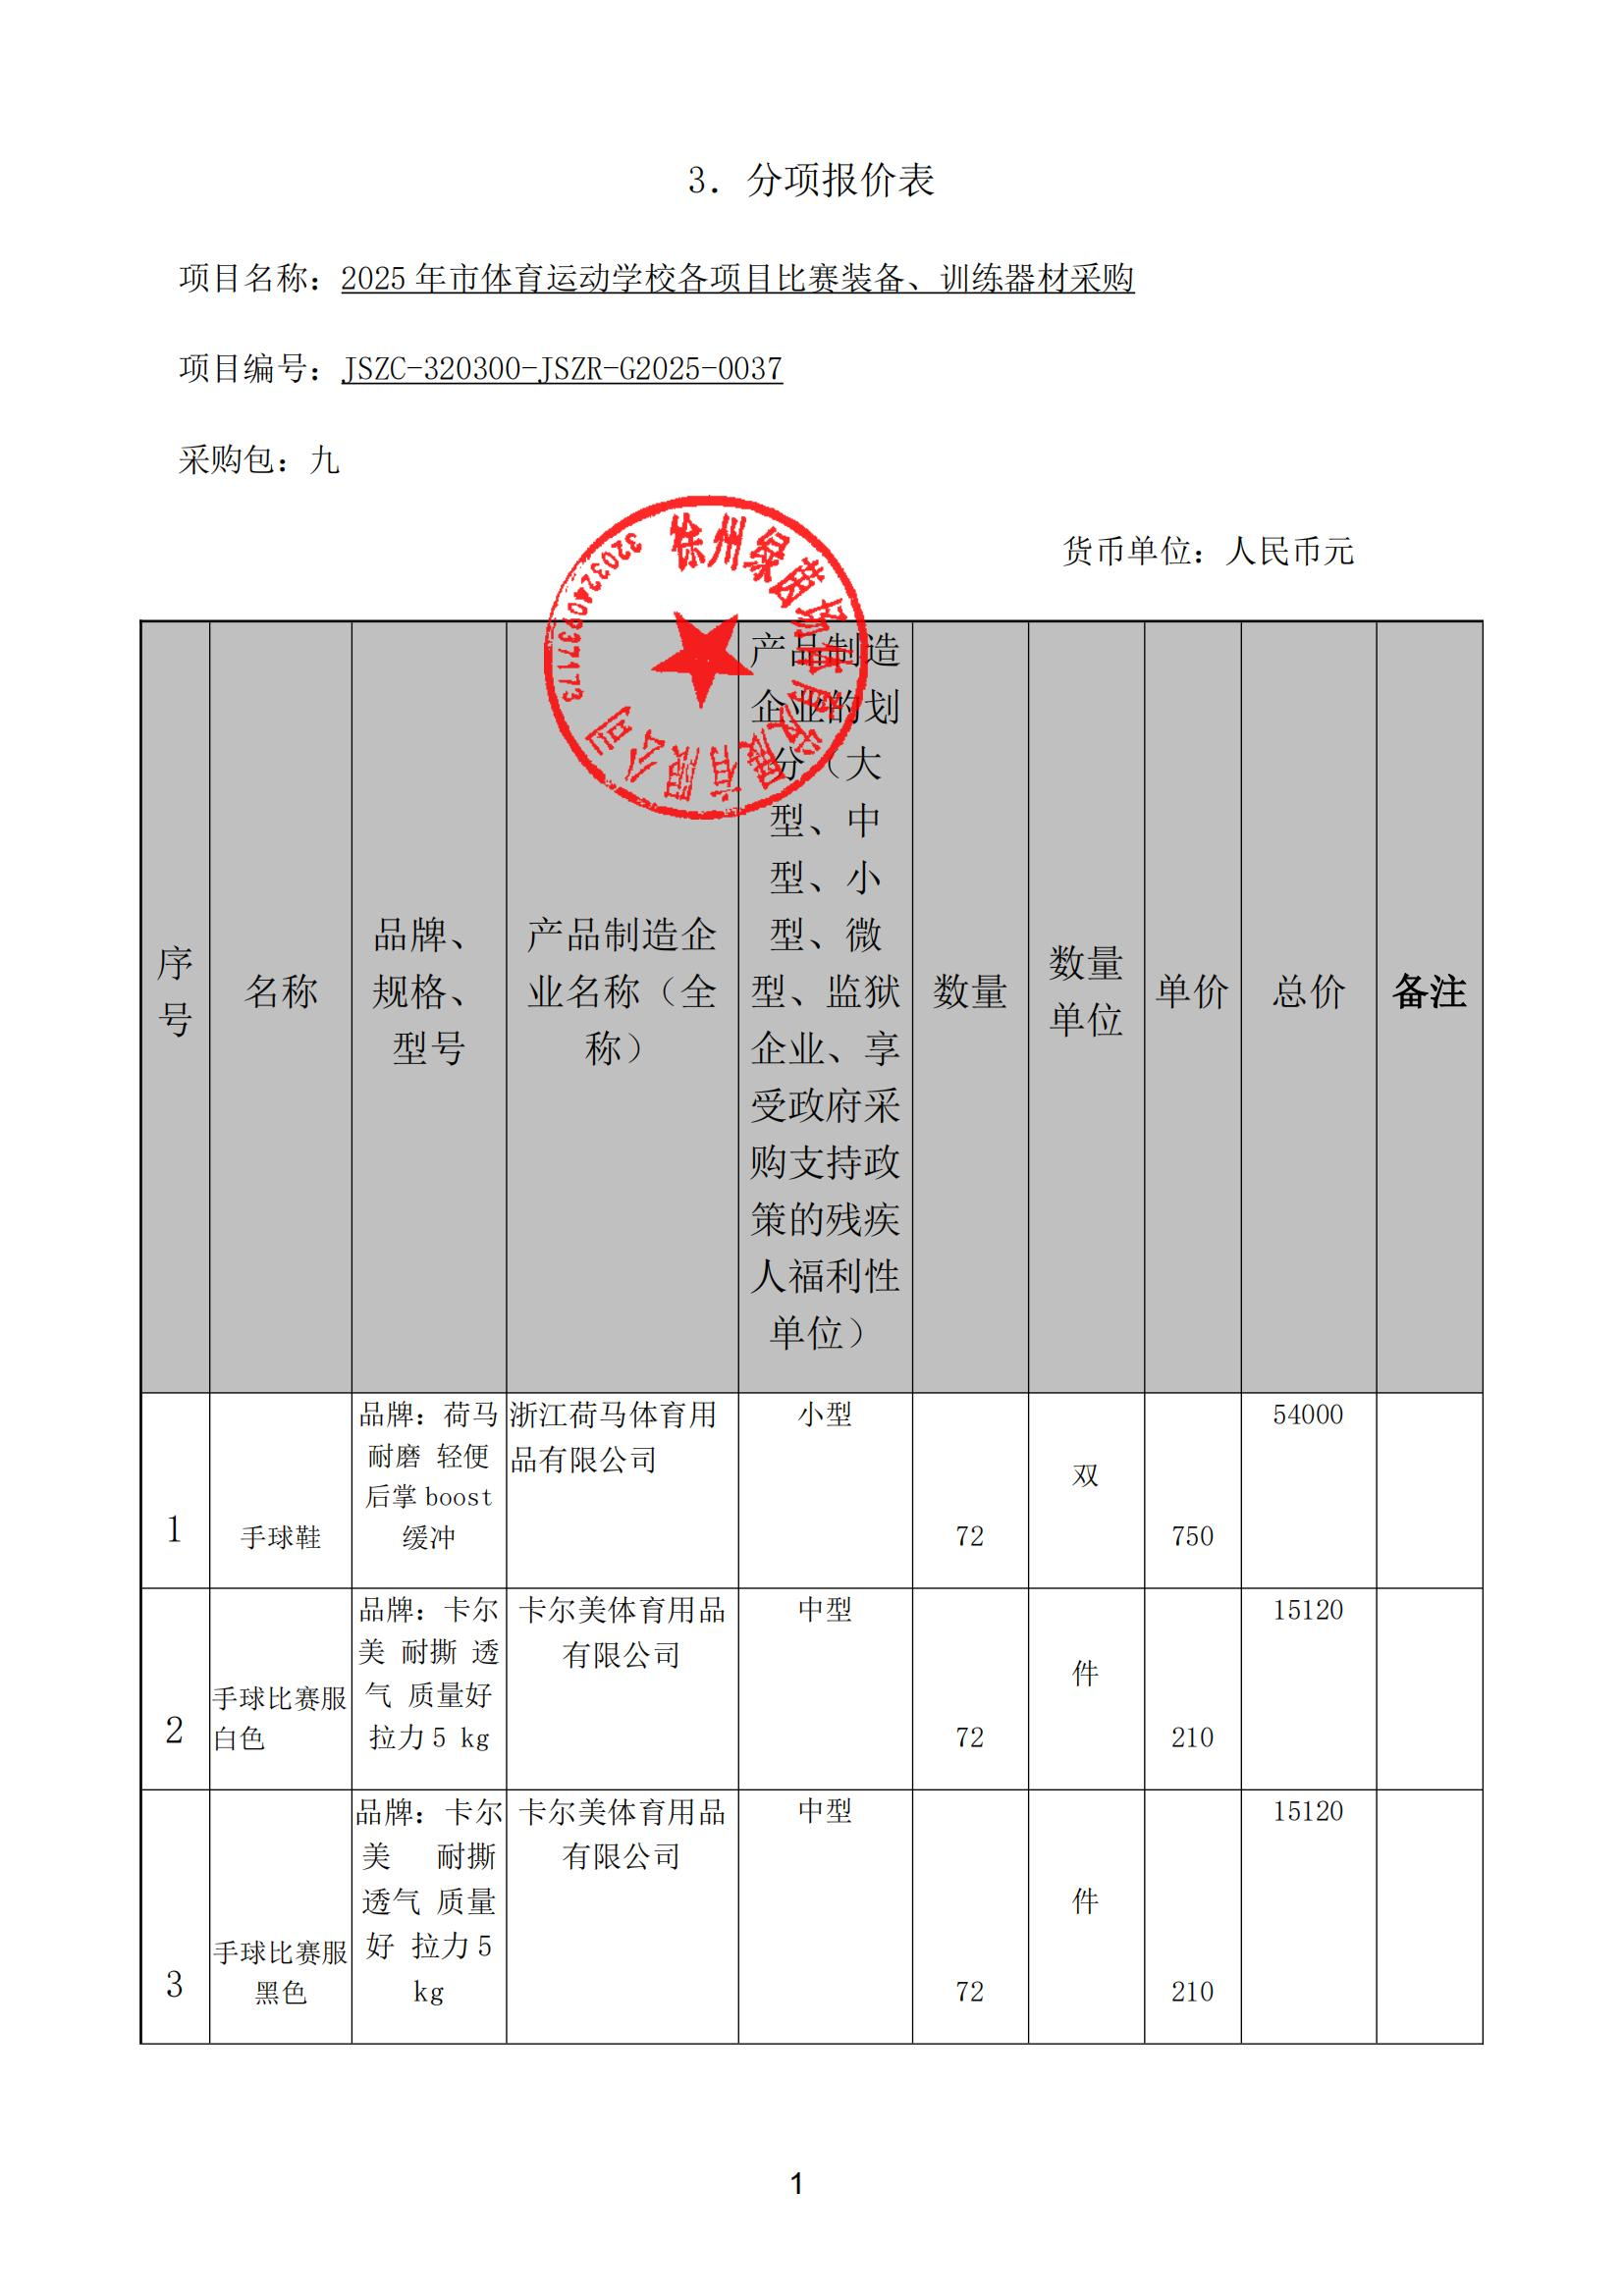 3．分项报价表
项目名称：2025 年市体育运动学校各项目比赛装备、训练器材采购
项目编号：JSZC-320300-JSZR-G2025-0037
采购包：九
货币单位：人民币元
徐州绿茵场体育发展有限公司
3203240937173
序
号
名称
品牌、
规格、
型号
产品制造企
业名称（全
称）
产品制造
企业的划
分（大
型、中
型、小
型、微
型、监狱
企业、享
受政府采
购支持政
策的残疾
人福利性
单位）
数量
数量
单位
单价
总价
备注
1
手球鞋
品牌：荷马
耐磨 轻便
后掌 boost
缓冲
浙江荷马体育用
品有限公司
小型
72
双
750
54000
2
手球比赛服
白色
品牌：卡尔
美 耐撕 透
气 质量好
拉力 5 kg
卡尔美体育用品
有限公司
中型
72
件
210
15120
3
手球比赛服
黑色
品牌：卡尔
美 耐撕
透气 质量
好 拉力 5
kg
卡尔美体育用品
有限公司
中型
72
件
210
15120
1